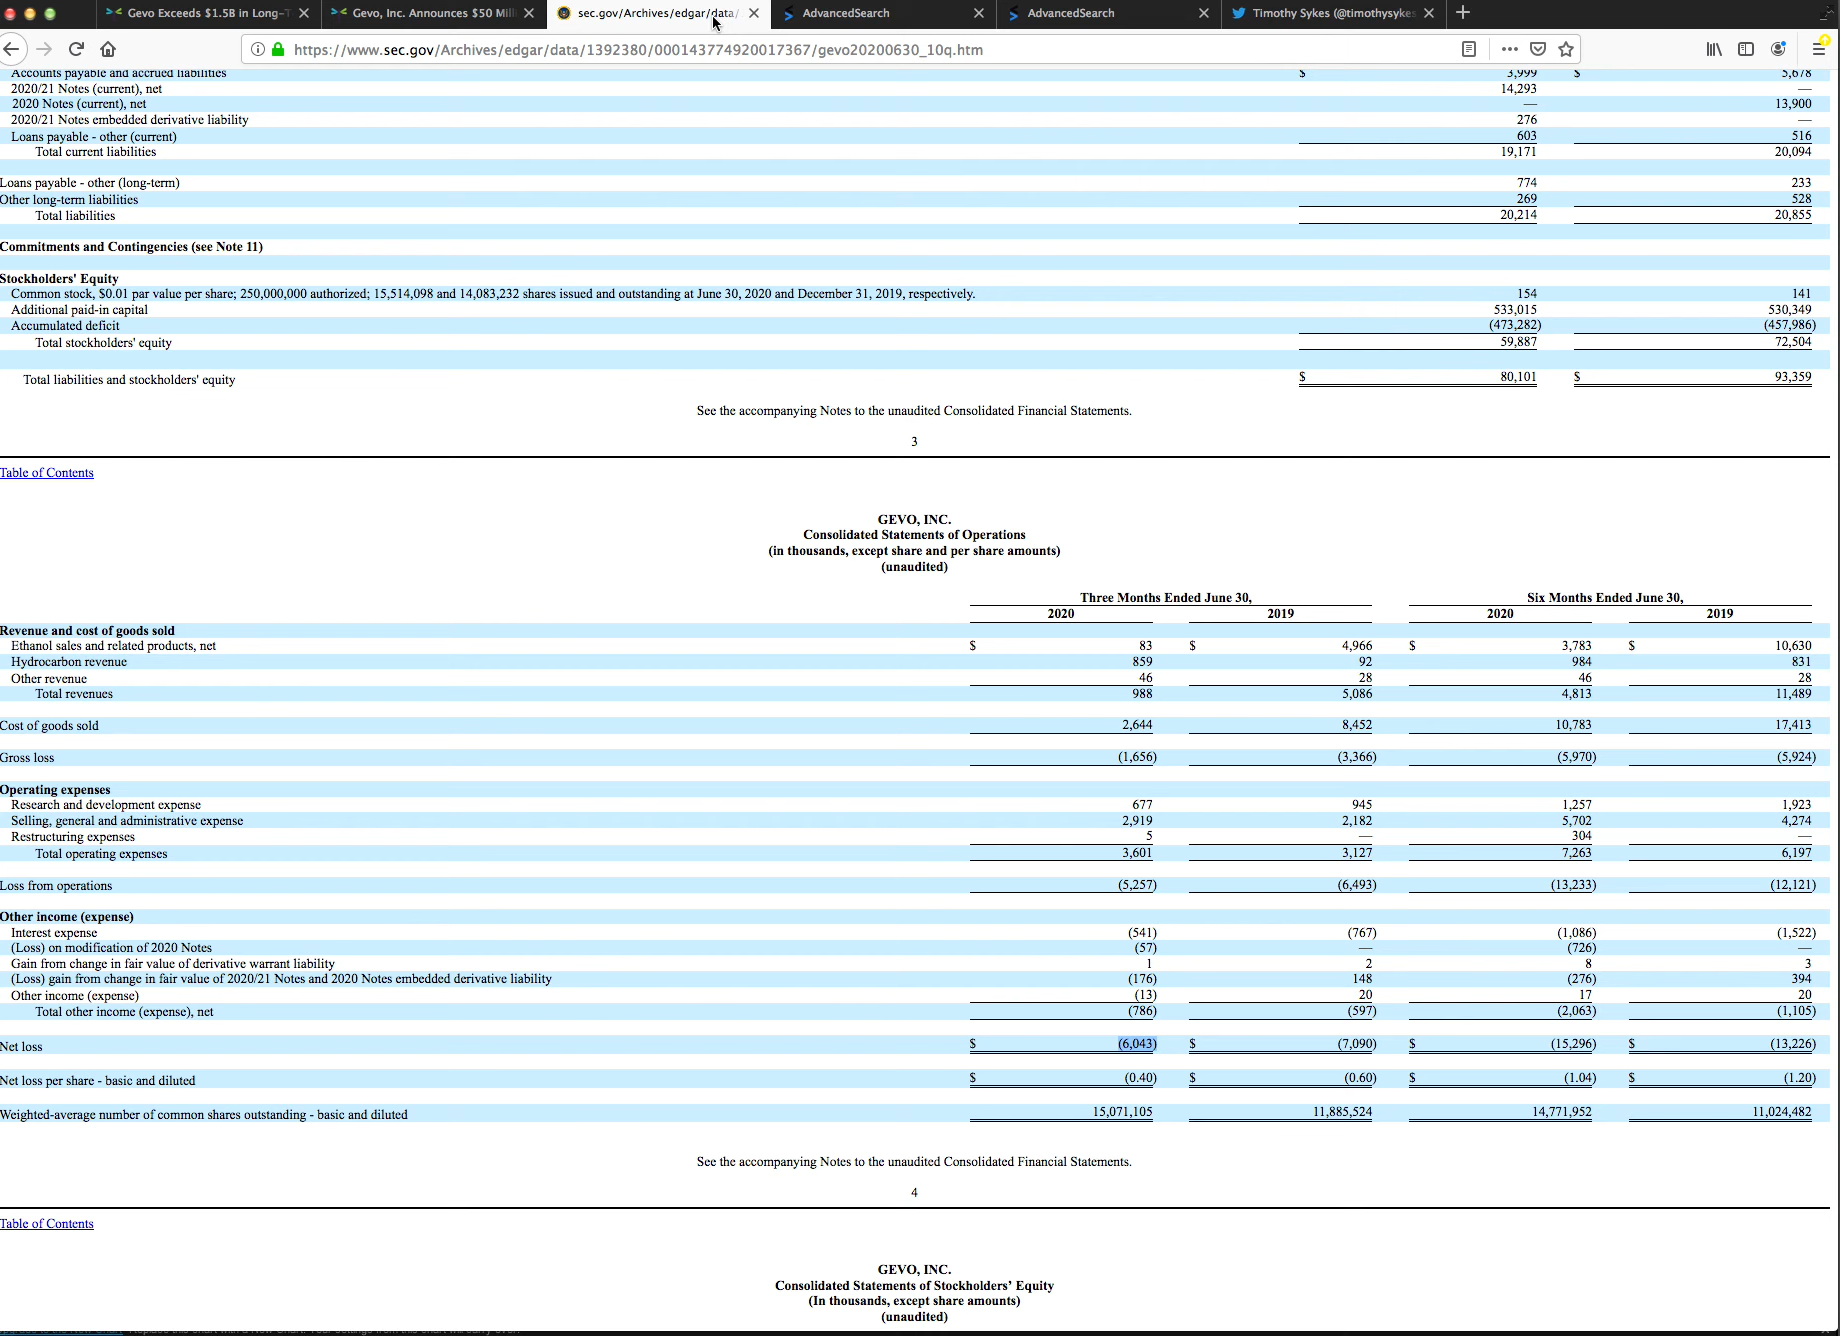 Gevo Exceeds $1.5B in Long-T
Gevo, Inc. Announces $50 Mil
sec.gov/Archives/edgar/data/
AdvancedSearch
AdvancedSearch
Timothy Sykes (@timothysykes
https://www.sec.gov/Archives/edgar/data/1392380/000143774920017367/gevo20200630_10q.htm
Accounts payable and accrued liabilities $ 3,999 $ 5,678
2020/21 Notes (current), net 14,293 —
2020 Notes (current), net — 13,900
2020/21 Notes embedded derivative liability 276 —
Loans payable - other (current) 603 516
Total current liabilities 19,171 20,094
Loans payable - other (long-term) 774 233
Other long-term liabilities 269 528
Total liabilities 20,214 20,855
Commitments and Contingencies (see Note 11)
Stockholders' Equity
Common stock, $0.01 par value per share; 250,000,000 authorized; 15,514,098 and 14,083,232 shares issued and outstanding at June 30, 2020 and December 31, 2019, respectively. 154 141
Additional paid-in capital 533,015 530,349
Accumulated deficit (473,282) (457,986)
Total stockholders' equity 59,887 72,504
Total liabilities and stockholders' equity $ 80,101 $ 93,359
See the accompanying Notes to the unaudited Consolidated Financial Statements.
3
Table of Contents
GEVO, INC.
Consolidated Statements of Operations
(in thousands, except share and per share amounts)
(unaudited)
Three Months Ended June 30, Six Months Ended June 30,
2020 2019 2020 2019
Revenue and cost of goods sold
Ethanol sales and related products, net $ 83 $ 4,966 $ 3,783 $ 10,630
Hydrocarbon revenue 859 92 984 831
Other revenue 46 28 46 28
Total revenues 988 5,086 4,813 11,489
Cost of goods sold 2,644 8,452 10,783 17,413
Gross loss (1,656) (3,366) (5,970) (5,924)
Operating expenses
Research and development expense 677 945 1,257 1,923
Selling, general and administrative expense 2,919 2,182 5,702 4,274
Restructuring expenses 5 — 304 —
Total operating expenses 3,601 3,127 7,263 6,197
Loss from operations (5,257) (6,493) (13,233) (12,121)
Other income (expense)
Interest expense (541) (767) (1,086) (1,522)
(Loss) on modification of 2020 Notes (57) — (726) —
Gain from change in fair value of derivative warrant liability 1 2 8 3
(Loss) gain from change in fair value of 2020/21 Notes and 2020 Notes embedded derivative liability (176) 148 (276) 394
Other income (expense) (13) 20 17 20
Total other income (expense), net (786) (597) (2,063) (1,105)
Net loss $ (6,043) $ (7,090) $ (15,296) $ (13,226)
Net loss per share - basic and diluted $ (0.40) $ (0.60) $ (1.04) $ (1.20)
Weighted-average number of common shares outstanding - basic and diluted 15,071,105 11,885,524 14,771,952 11,024,482
See the accompanying Notes to the unaudited Consolidated Financial Statements.
4
Table of Contents
GEVO, INC.
Consolidated Statements of Stockholders' Equity
(In thousands, except share amounts)
(unaudited)